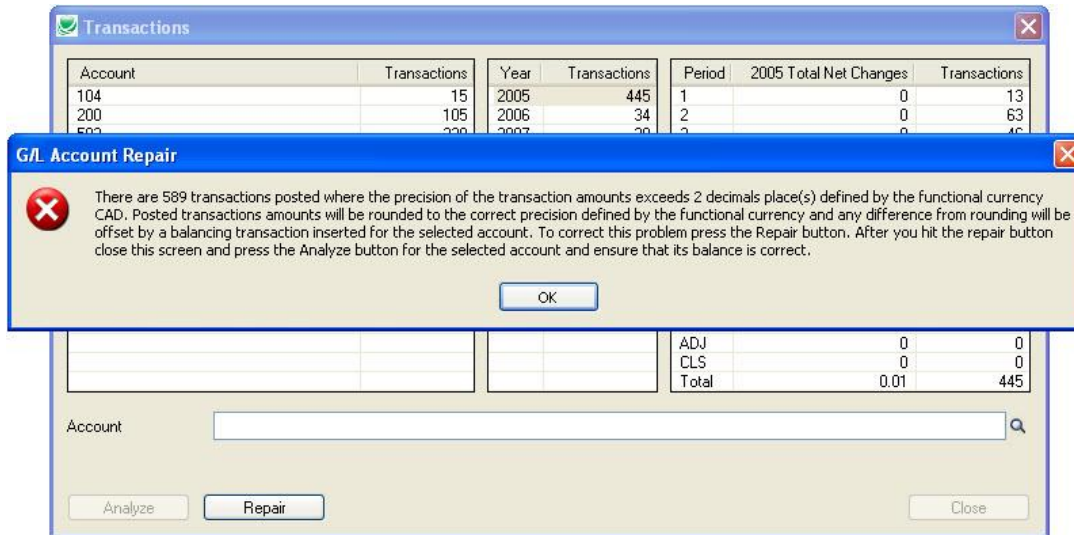 Transactions
Account Transactions Year Transactions Period 2005 Total Net Changes Transactions
104 15 2005 445 1 0 13
200 105 2006 34 2 0 63
G/L Account Repair
There are 589 transactions posted where the precision of the transaction amounts exceeds 2 decimals place(s) defined by the functional currency
CAD. Posted transactions amounts will be rounded to the correct precision defined by the functional currency and any difference from rounding will be
offset by a balancing transaction inserted for the selected account. To correct this problem press the Repair button. After you hit the repair button
close this screen and press the Analyze button for the selected account and ensure that its balance is correct.
OK
ADJ 0 0
CLS 0 0
Total 0.01 445
Account
Analyze Repair Close